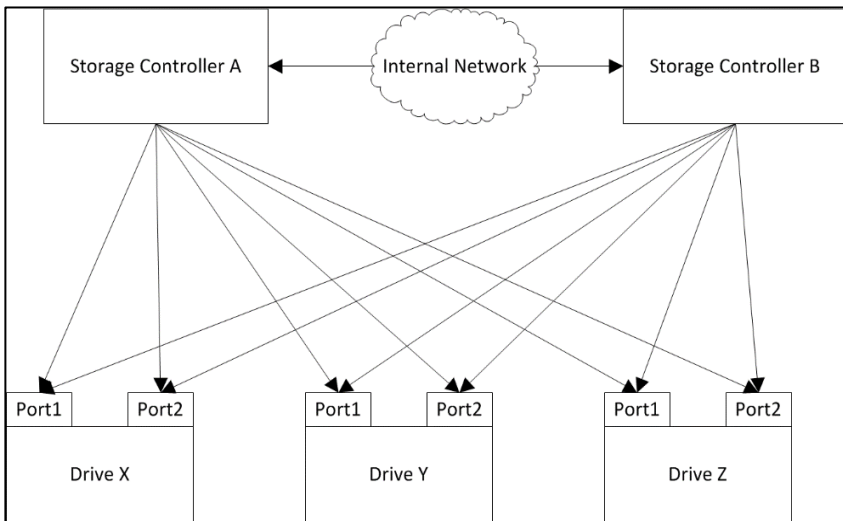 Storage Controller A
Internal Network
Storage Controller B
Port1
Port2
Port1
Port2
Port1
Port2
Drive X
Drive Y
Drive Z